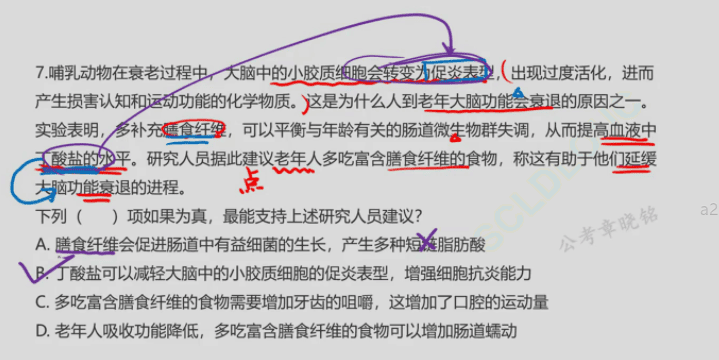 7.哺乳动物在衰老过程中，大脑中的小胶质细胞会转变为促炎表型，（出现过度活化，进而
产生损害认知和运动功能的化学物质。）这是为什么人到老年大脑功能会衰退的原因之一。
实验表明，多补充膳食纤维，可以平衡与年龄有关的肠道微生物群失调，从而提高血液中
丁酸盐的水平。研究人员据此建议老年人多吃富含膳食纤维的食物，称这有助于他们延缓
大脑功能衰退的进程。
点
下列（ ）项如果为真，最能支持上述研究人员建议？
A. 膳食纤维会促进肠道中有益细菌的生长，产生多种短链脂肪酸
B. 丁酸盐可以减轻大脑中的小胶质细胞的促炎表型，增强细胞抗炎能力
C. 多吃富含膳食纤维的食物需要增加牙齿的咀嚼，这增加了口腔的运动量
D. 老年人吸收功能降低，多吃富含膳食纤维的食物可以增加肠道蠕动
公考章晓铭
a2